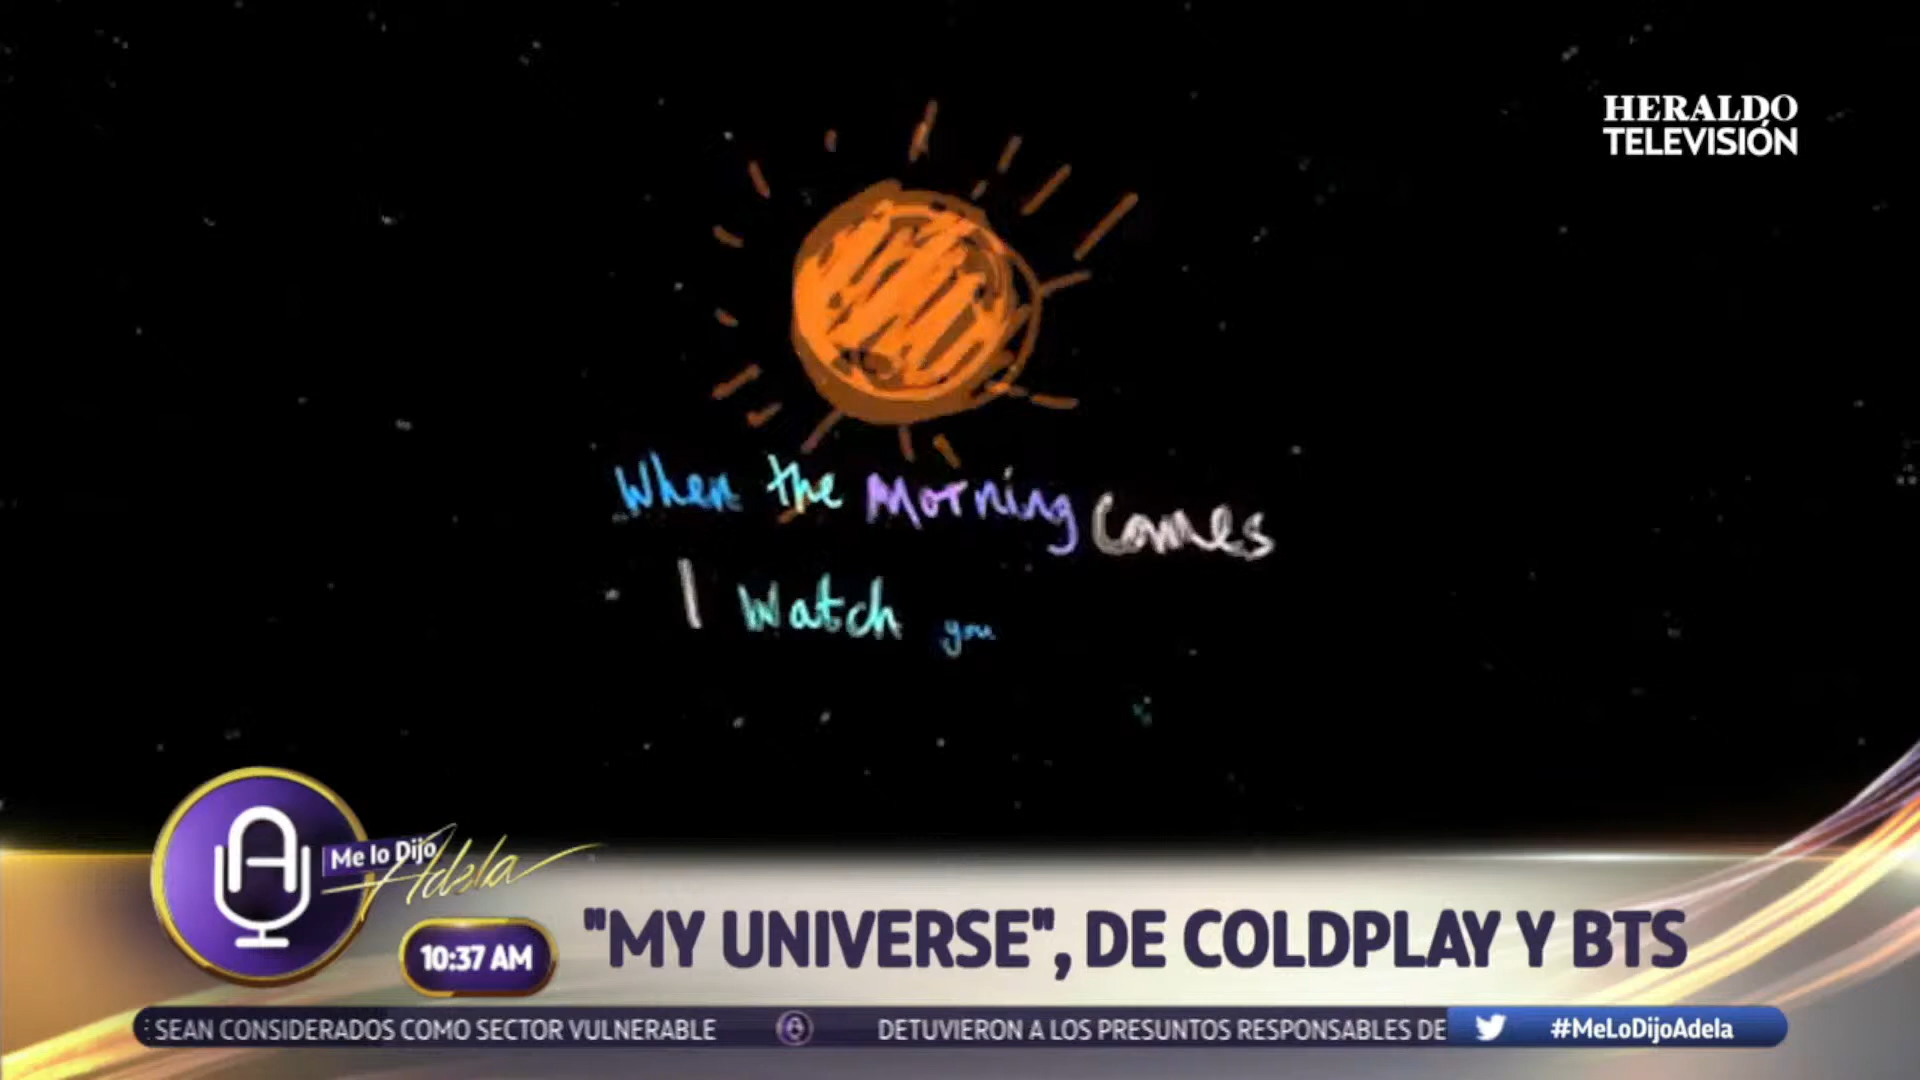 HERALDO
TELEVISIÓN
When the Morning Comes
I Watch you
Me lo Dijo
Adela
10:37 AM
"MY UNIVERSE", DE COLDPLAY Y BTS
: SEAN CONSIDERADOS COMO SECTOR VULNERABLE DETUVIERON A LOS PRESUNTOS RESPONSABLES DE
#MeLoDijoAdela